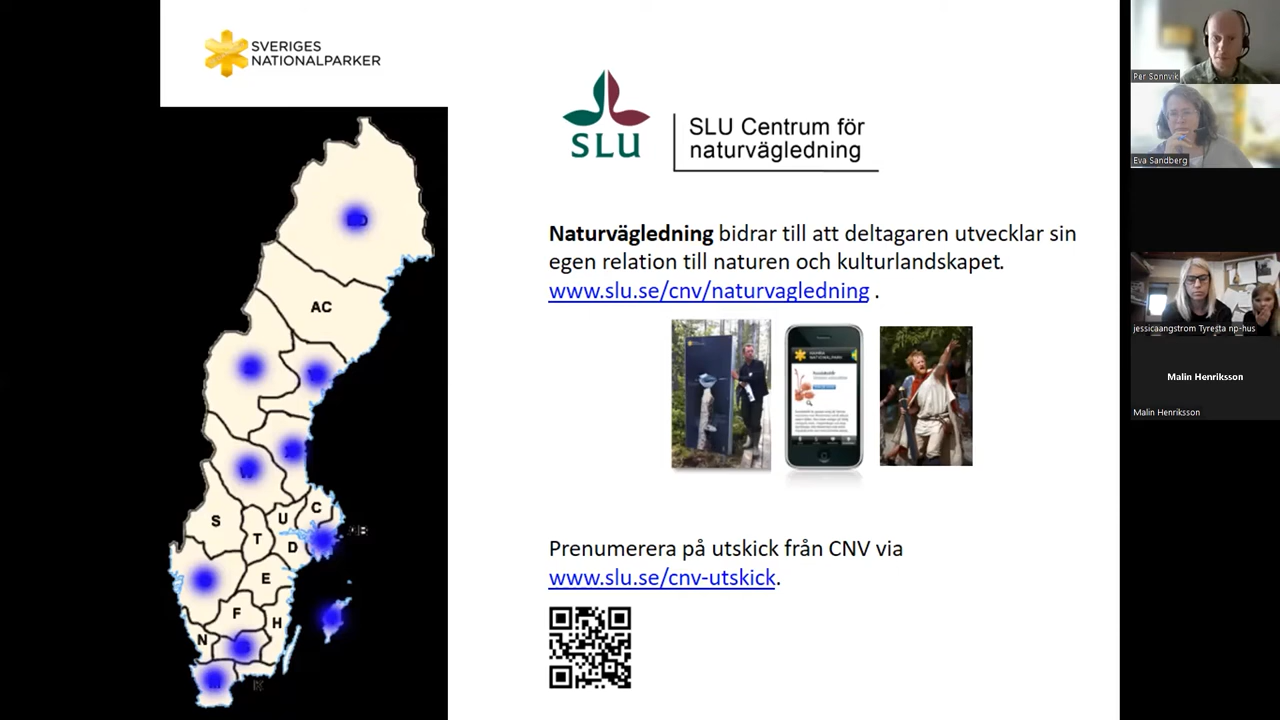 SVERIGES
NATIONALPARKER
SLU
SLU Centrum för
naturvägledning
Naturvägledning bidrar till att deltagaren utvecklar sin
egen relation till naturen och kulturlandskapet.
www.slu.se/cnv/naturvagledning .
Prenumerera på utskick från CNV via
www.slu.se/cnv-utskick.
AC
S
U
C
T
D
E
F
H
N
Per Sonnvik
Eva Sandberg
jessicaangstrom Tyresta np-hus
Malin Henriksson
Malin Henriksson